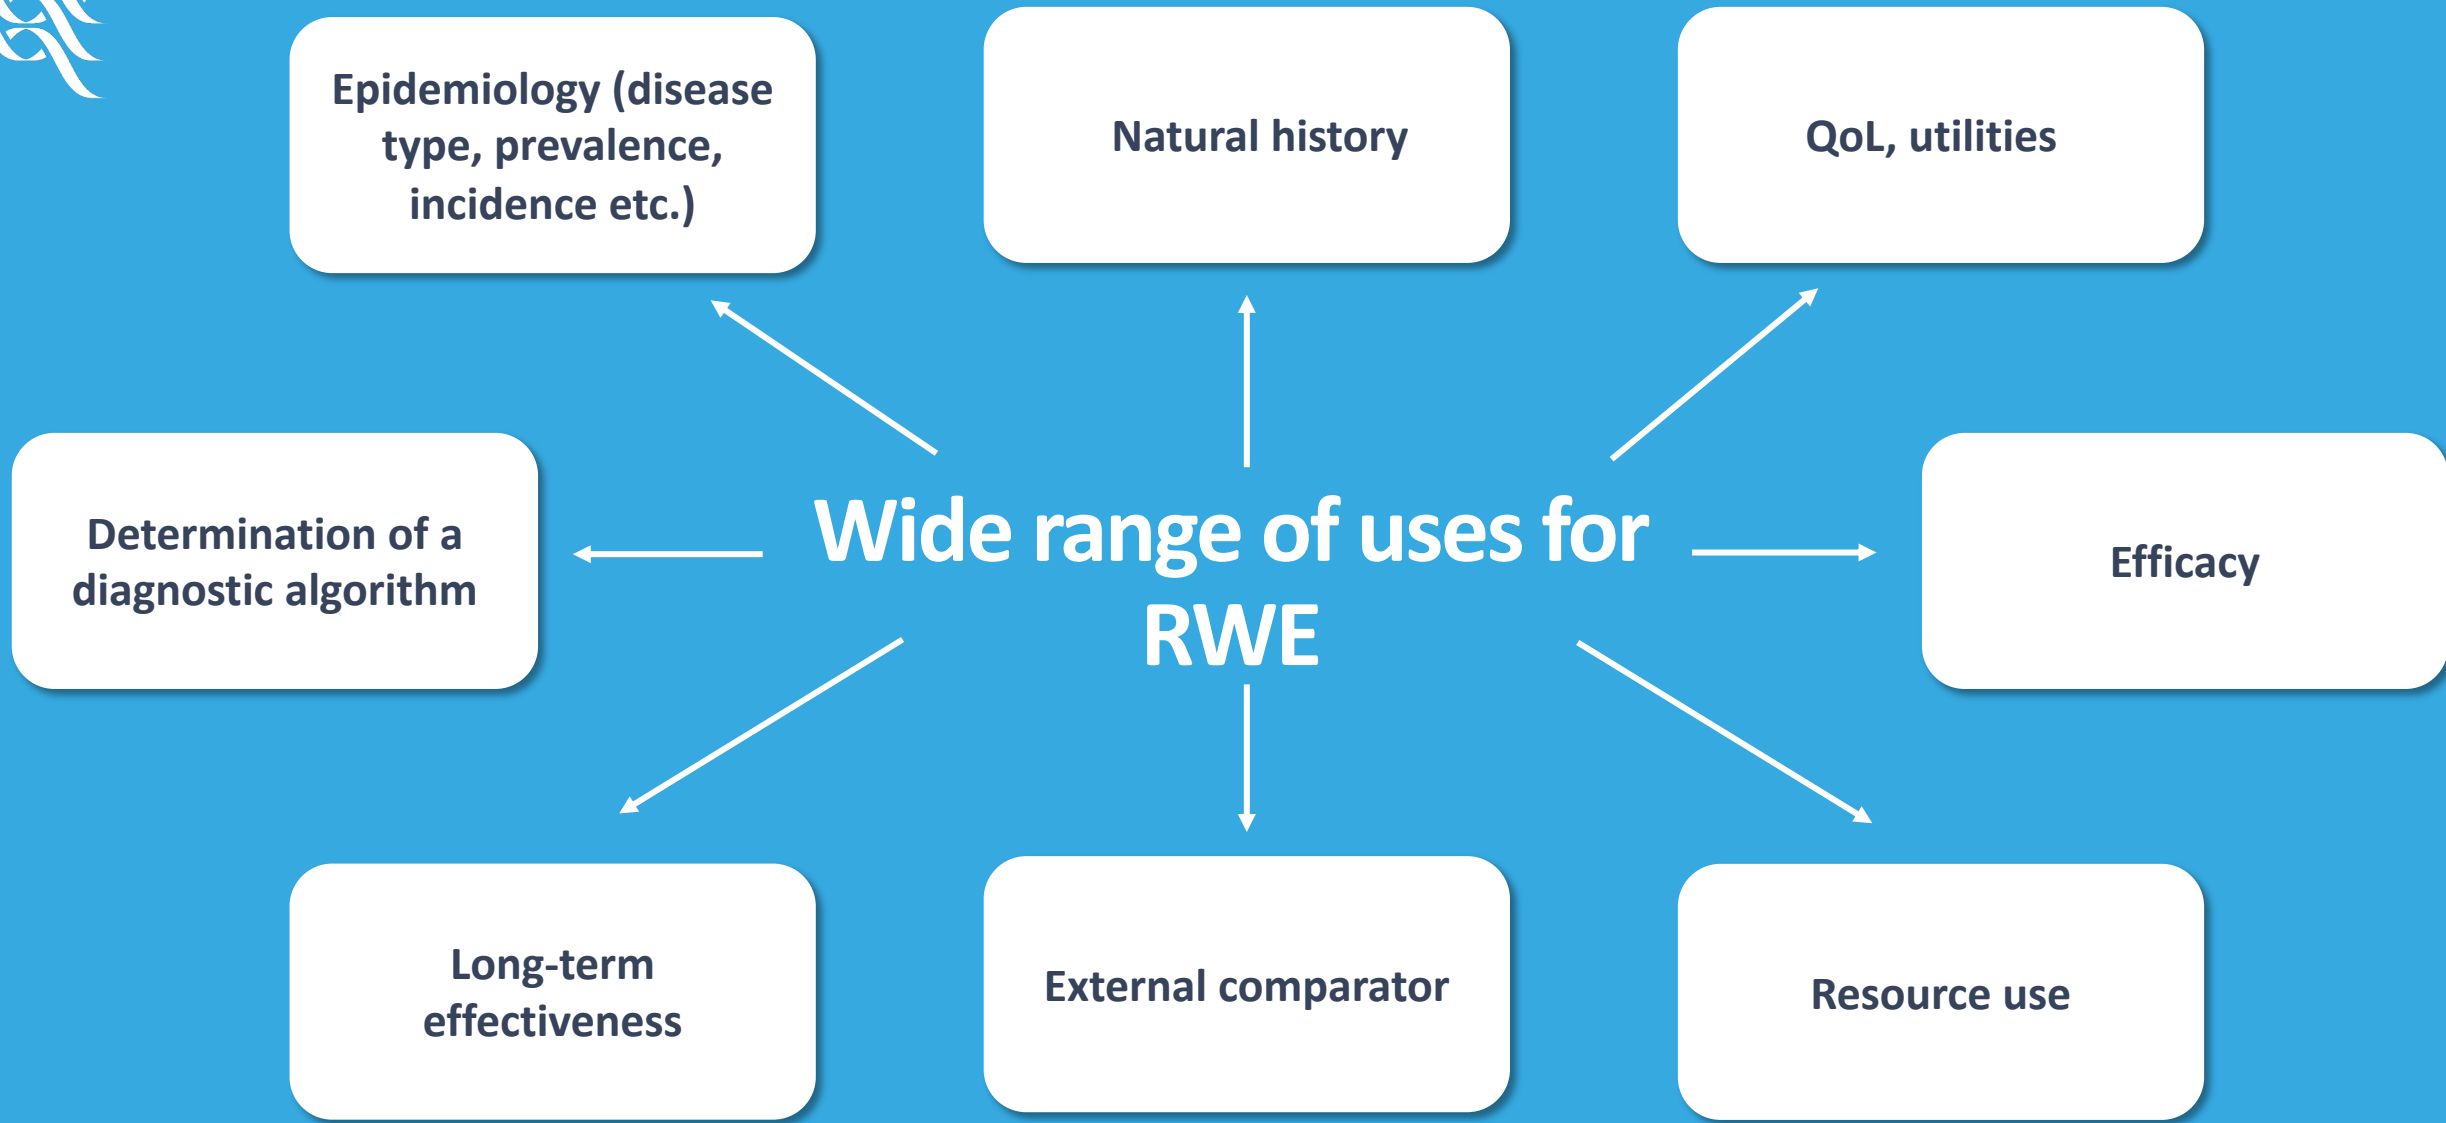 Epidemiology (disease
type, prevalence,
incidence etc.)
Natural history
QoL, utilities
Determination of a
diagnostic algorithm
Wide range of uses for
RWE
Efficacy
Long-term
effectiveness
External comparator
Resource use